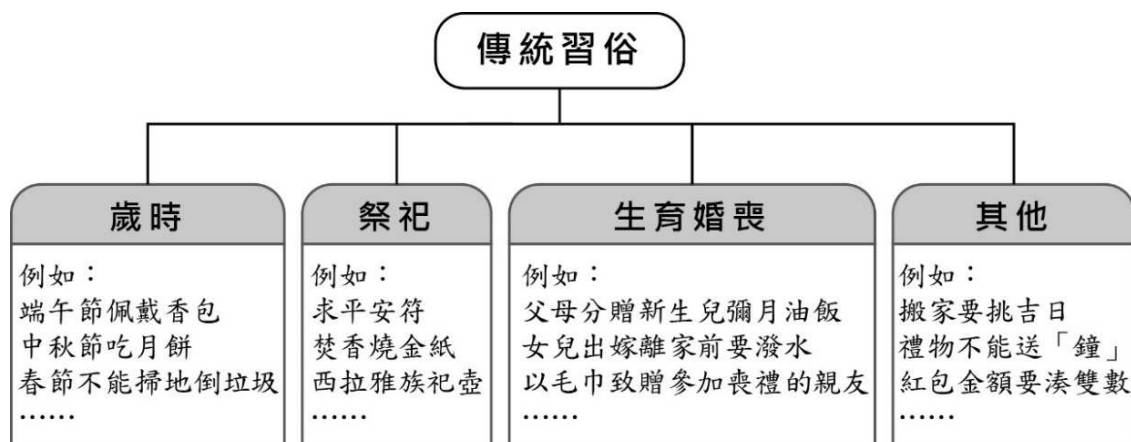 傳統習俗
歲時
例如：
端午節佩戴香包
中秋節吃月餅
春節不能掃地倒垃圾
……
祭祀
例如：
求平安符
焚香燒金紙
西拉雅族祀壺
……
生育婚喪
例如：
父母分贈新生兒彌月油飯
女兒出嫁離家前要潑水
以毛巾致贈參加喪禮的親友
……
其他
例如：
搬家要挑吉日
禮物不能送「鐘」
紅包金額要湊雙數
……